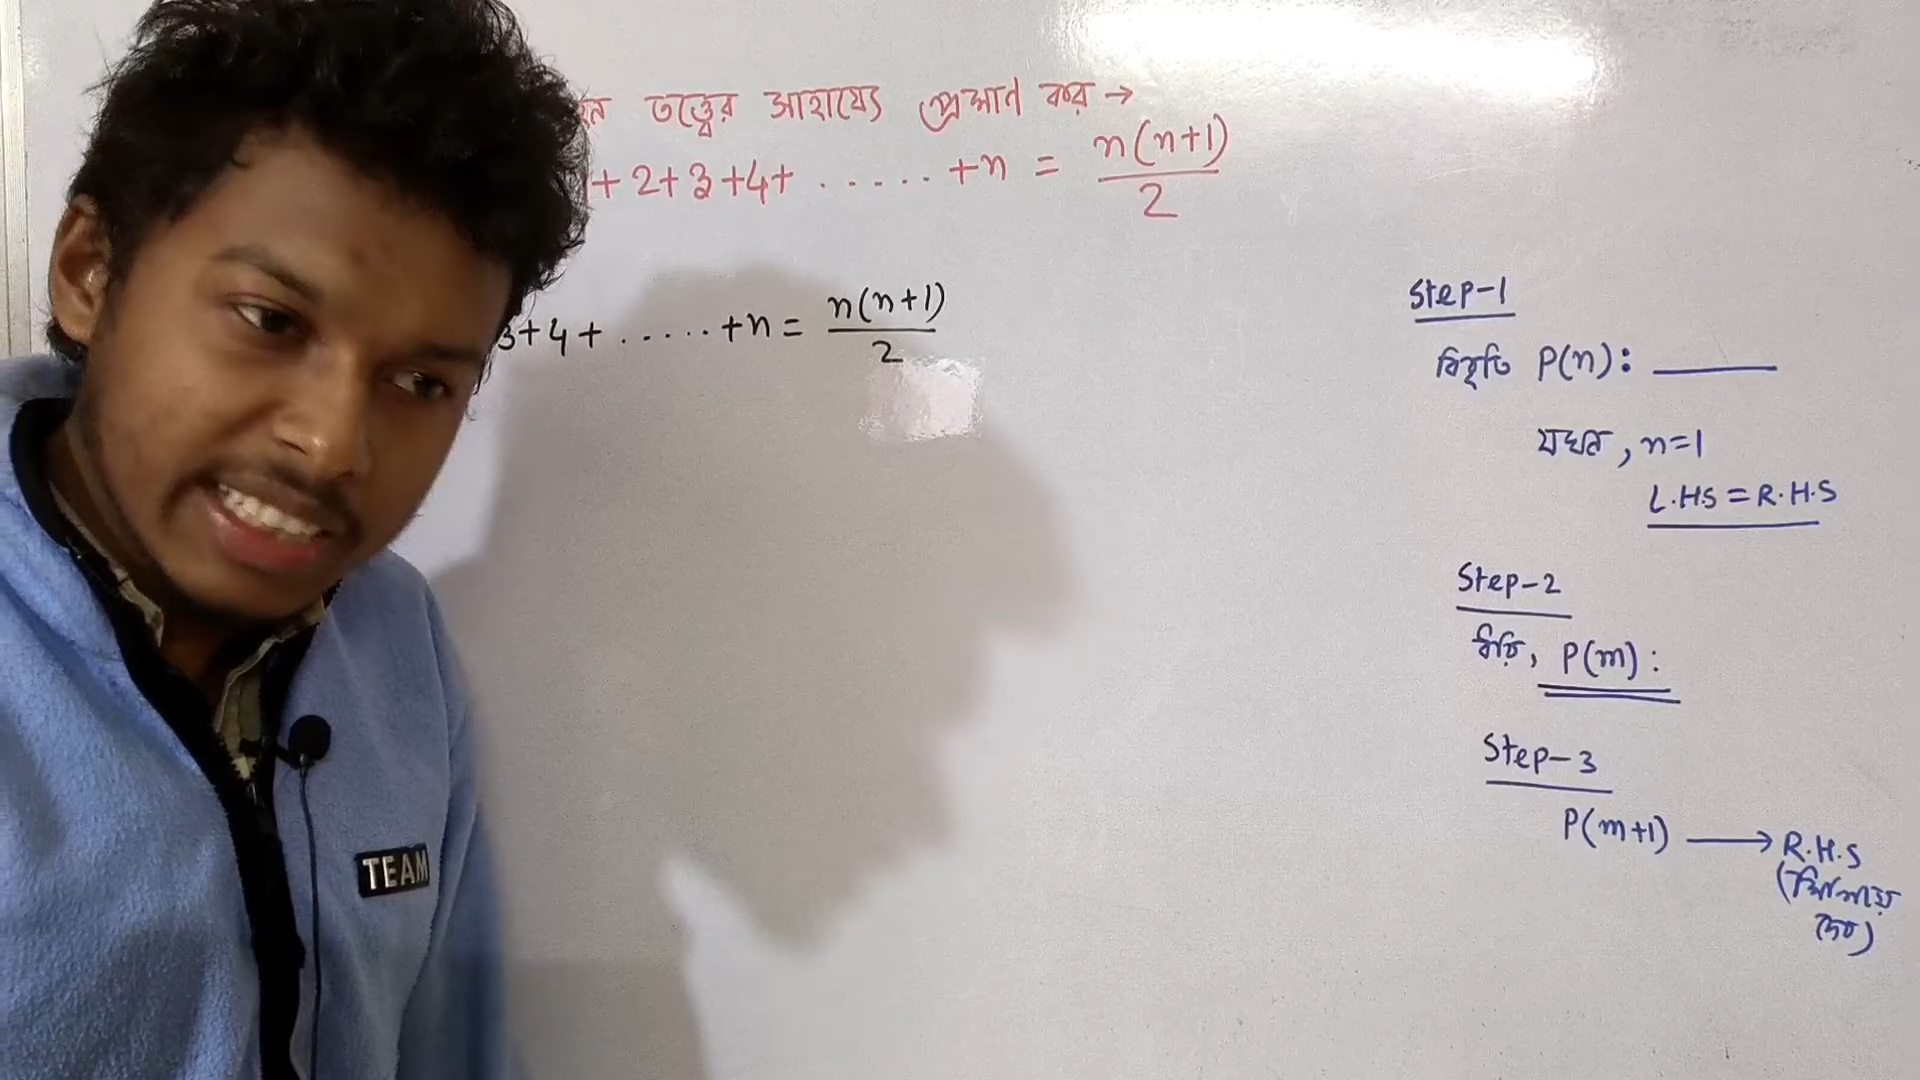 তত্ত্বের সাহায্যে প্রমাণ কর →
+ 2 + 3 + 4 + ...... + n = n(n+1)/2
3 + 4 + ...... + n = n(n+1)/2
Step-1
বিবৃতি P(n): ______
যখন, n=1
L.H.S = R.H.S
Step-2
ধরি, P(m):
Step-3
P(m+1) ⟶ R.H.S
(মিলিয়ে
দেব)
TEAM